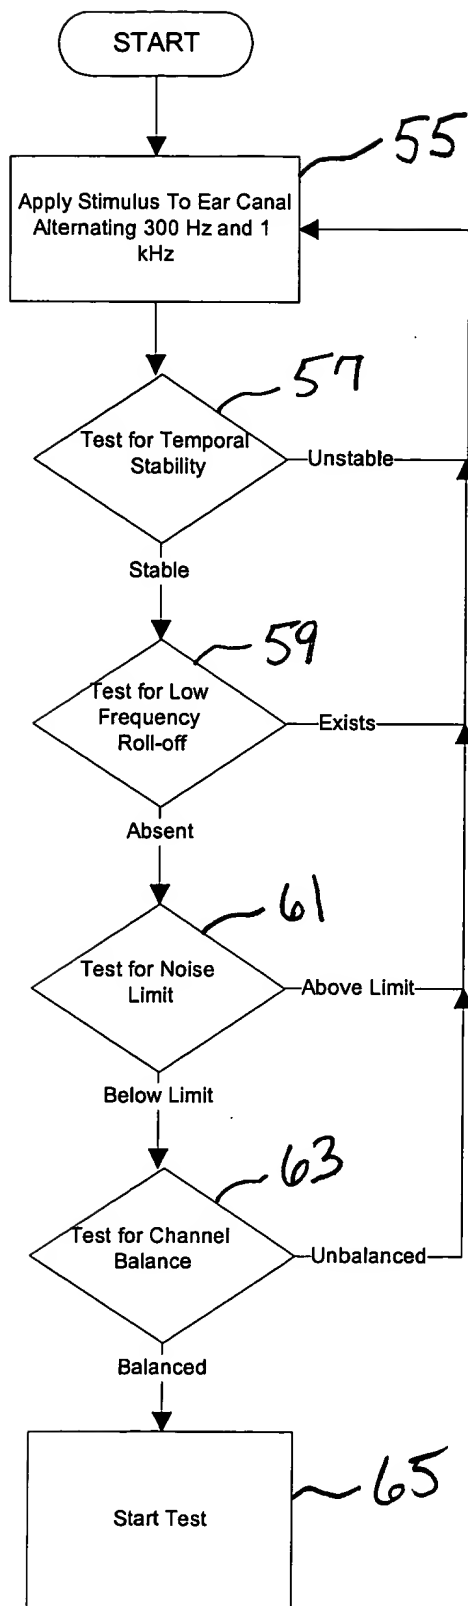 START
55
Apply Stimulus To Ear Canal
Alternating 300 Hz and 1
kHz
57
Test for Temporal
Stability
Unstable
Stable
59
Test for Low
Frequency
Roll-off
Exists
Absent
61
Test for Noise
Limit
Above Limit
Below Limit
63
Test for Channel
Balance
Unbalanced
Balanced
65
Start Test